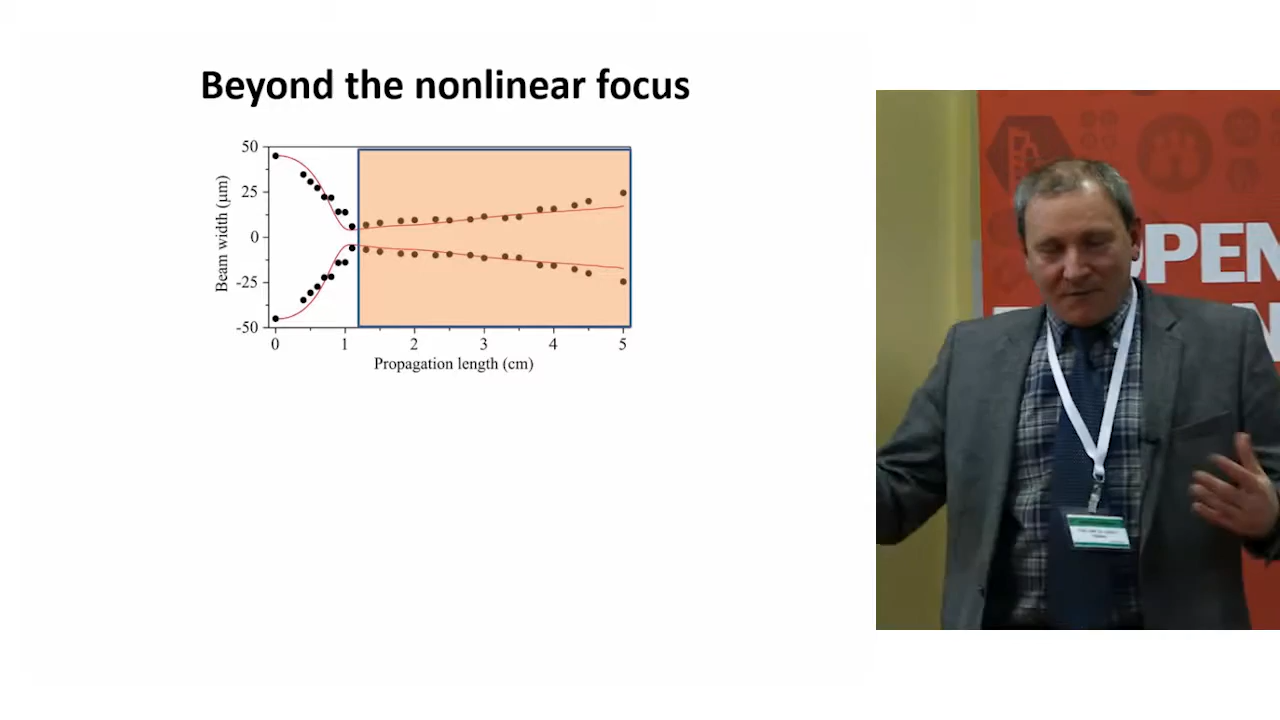 Beyond the nonlinear focus
50
25
0
-25
-50
Beam width (μm)
0 1 2 3 4 5
Propagation length (cm)
OPEN